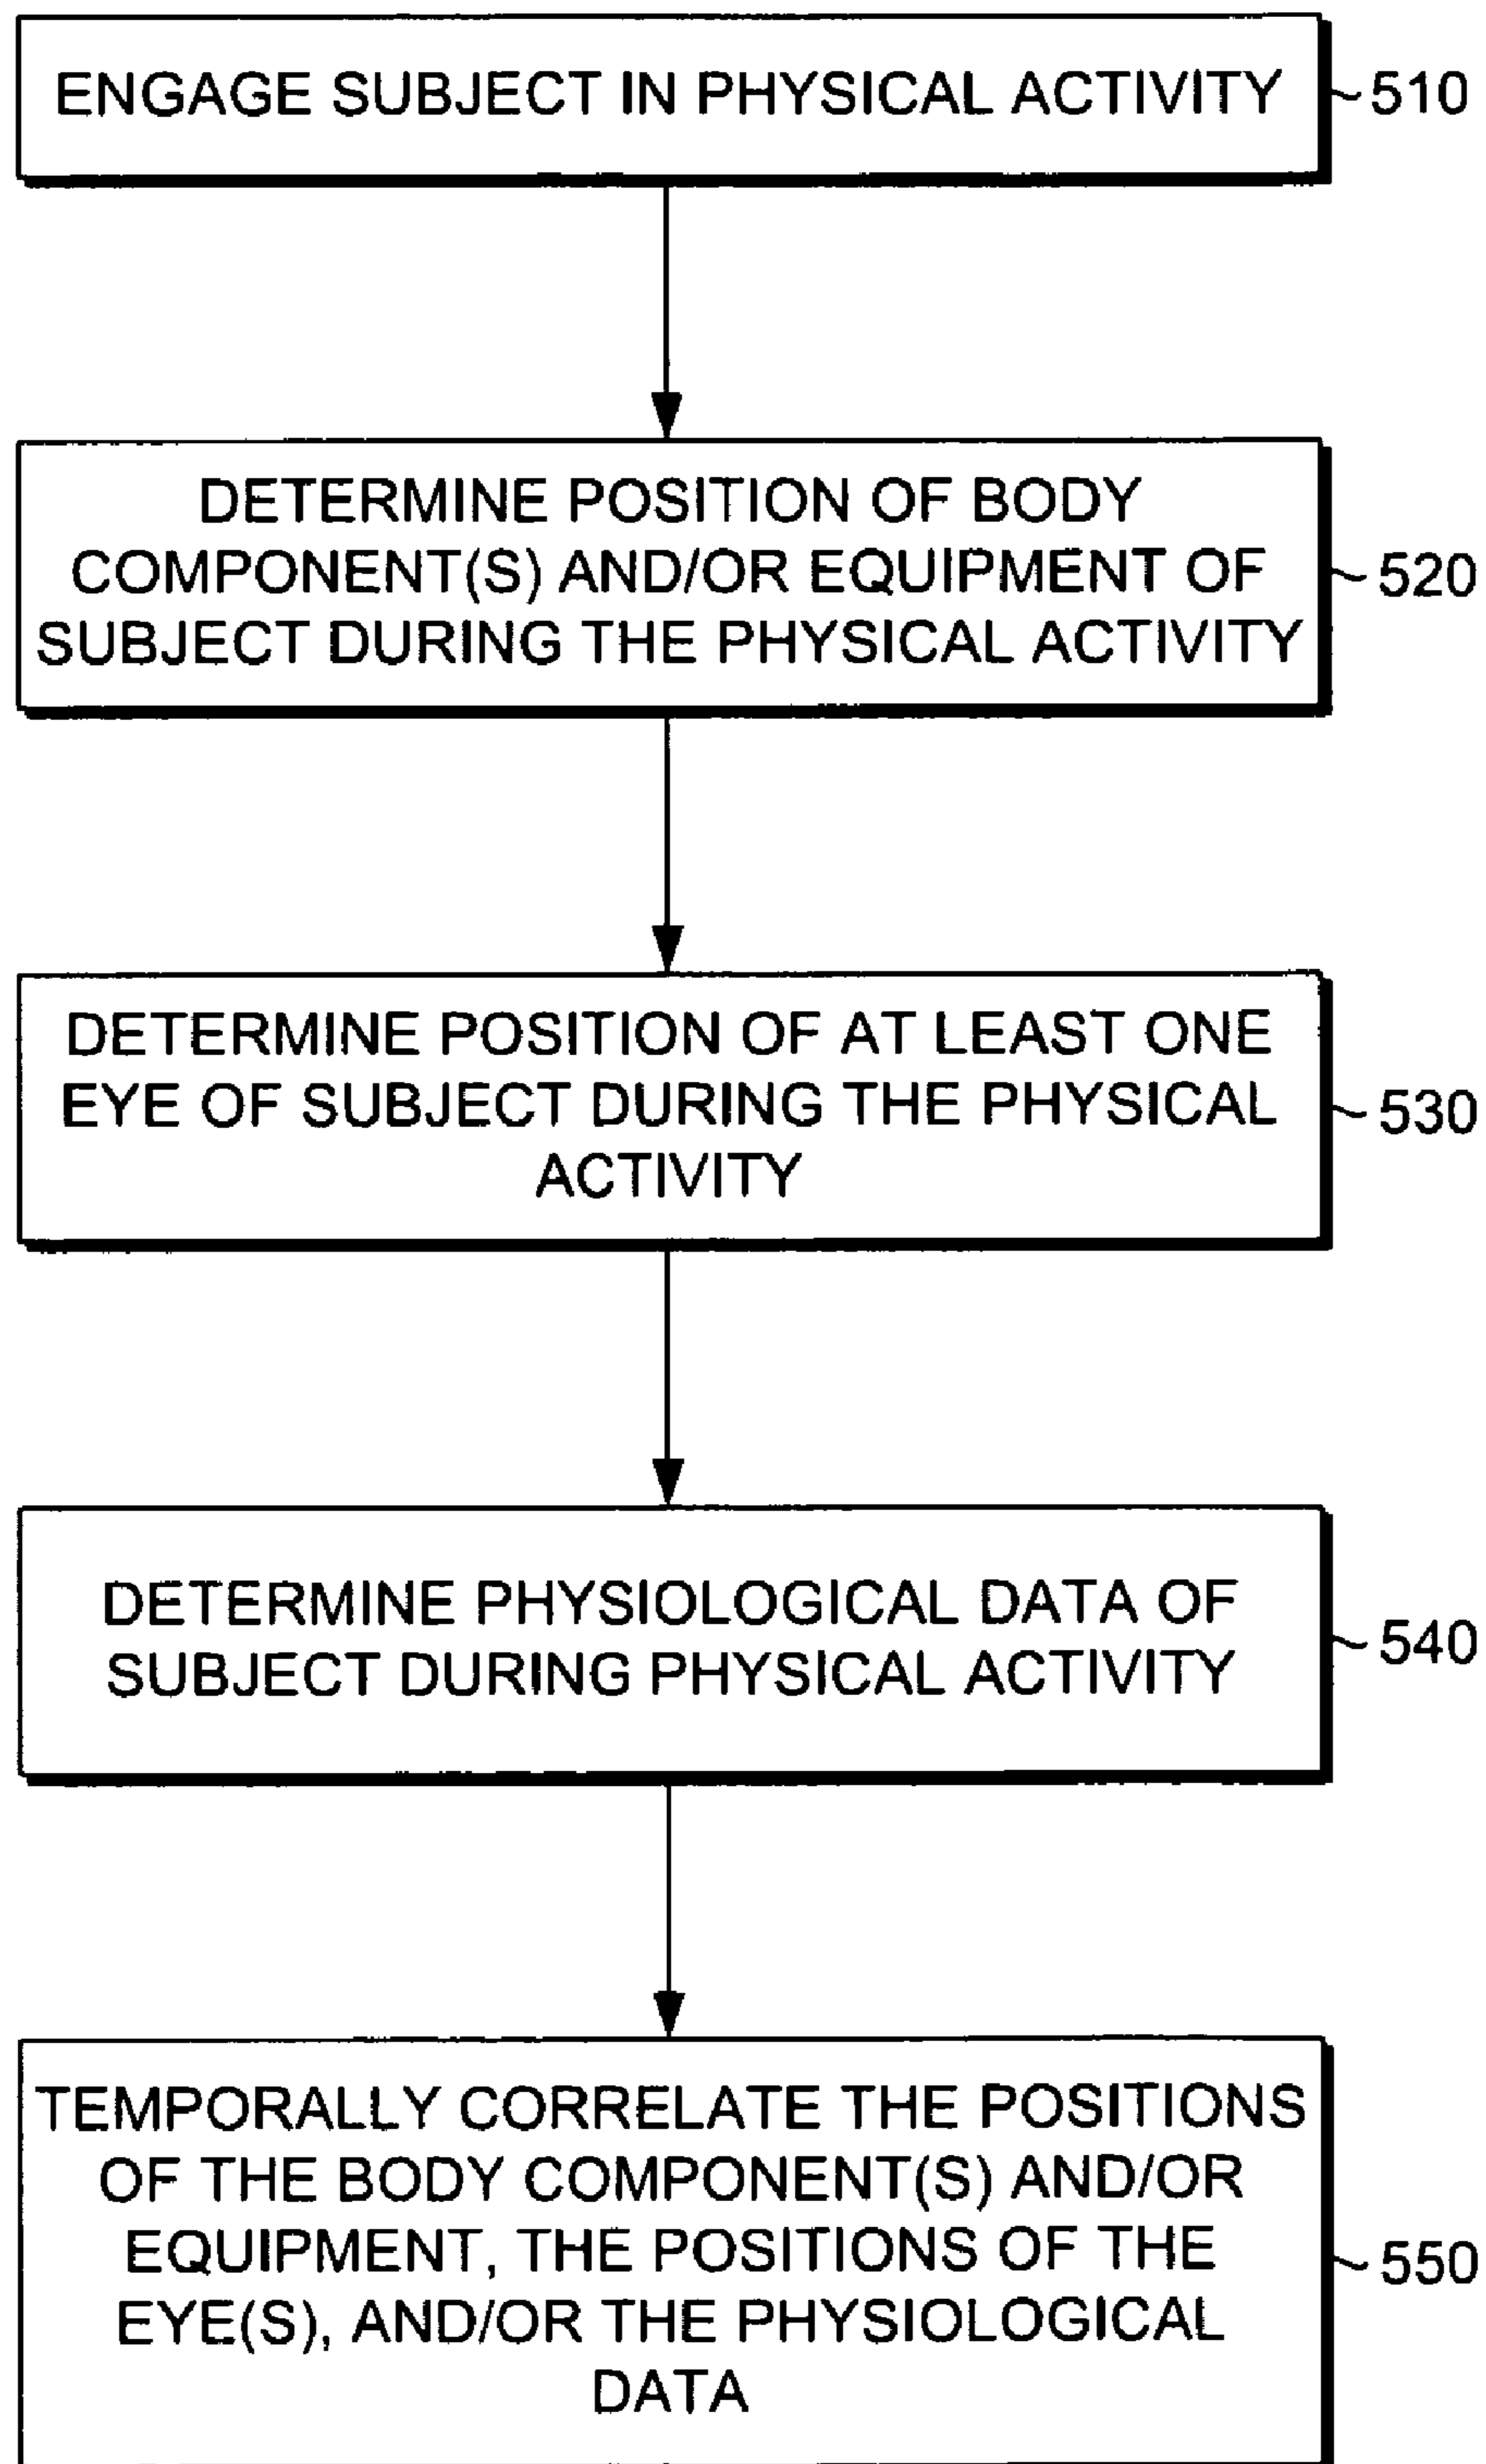 ENGAGE SUBJECT IN PHYSICAL ACTIVITY
510
DETERMINE POSITION OF BODY
COMPONENT(S) AND/OR EQUIPMENT OF
SUBJECT DURING THE PHYSICAL ACTIVITY
520
DETERMINE POSITION OF AT LEAST ONE
EYE OF SUBJECT DURING THE PHYSICAL
ACTIVITY
530
DETERMINE PHYSIOLOGICAL DATA OF
SUBJECT DURING PHYSICAL ACTIVITY
540
TEMPORALLY CORRELATE THE POSITIONS
OF THE BODY COMPONENT(S) AND/OR
EQUIPMENT, THE POSITIONS OF THE
EYE(S), AND/OR THE PHYSIOLOGICAL
DATA
550